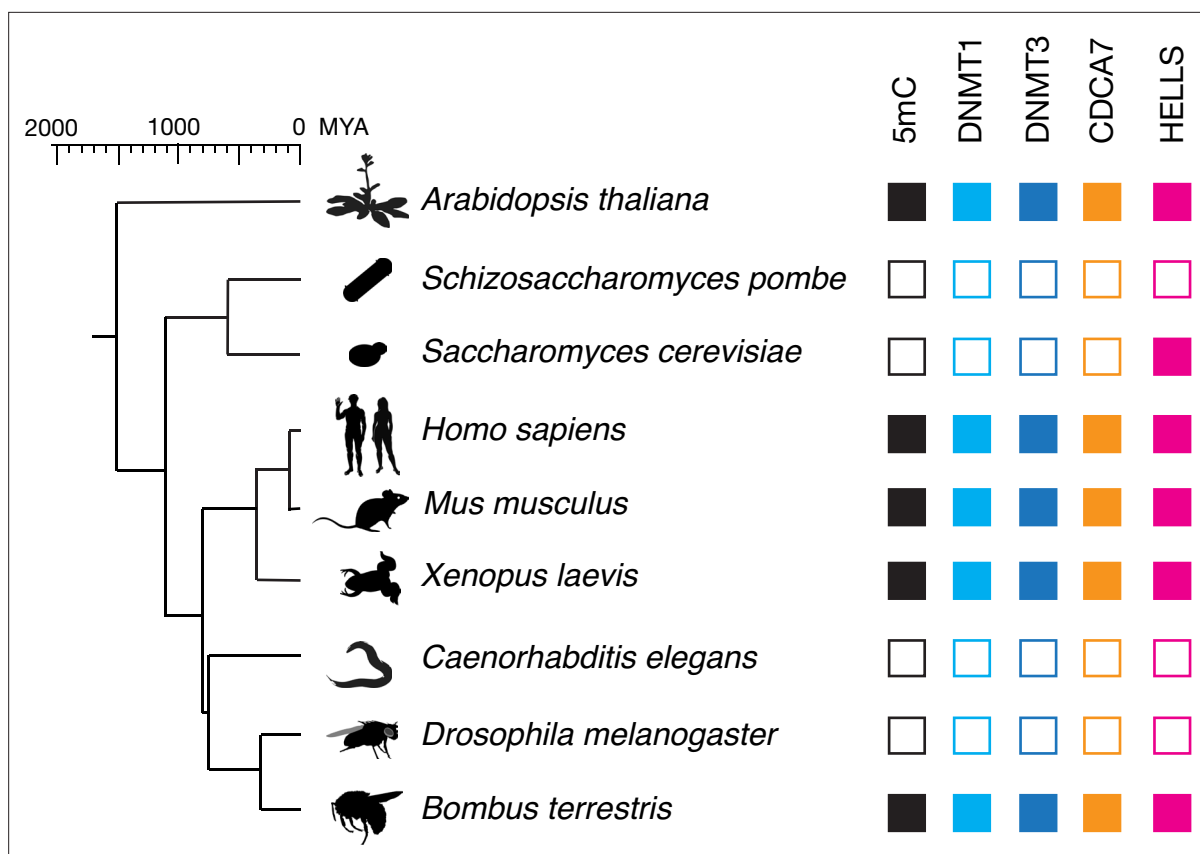 5mC DNMT1 DNMT3 CDCA7 HELLS
2000 1000 0 MYA
Arabidopsis thaliana
Schizosaccharomyces pombe
Saccharomyces cerevisiae
Homo sapiens
Mus musculus
Xenopus laevis
Caenorhabditis elegans
Drosophila melanogaster
Bombus terrestris